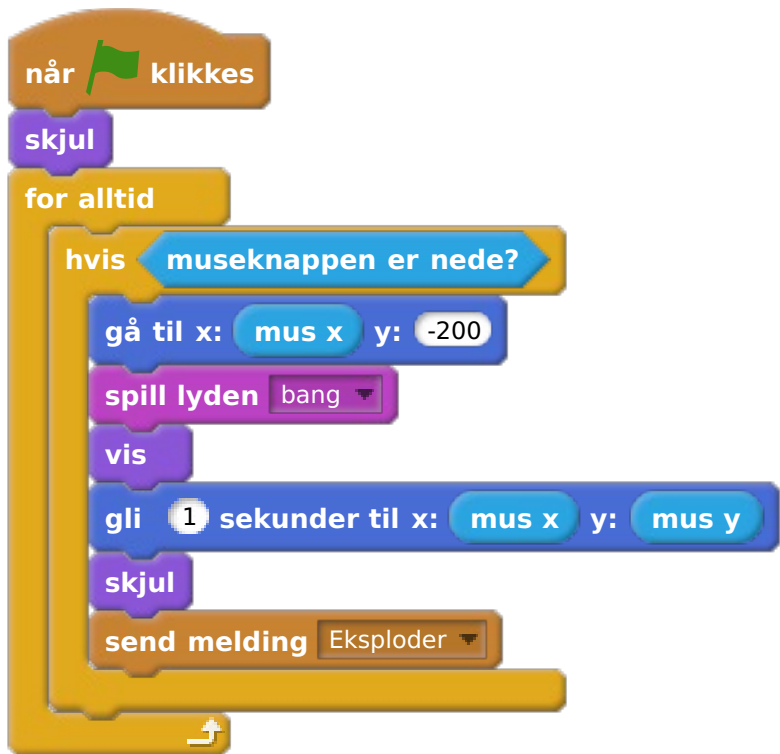 når klikkes
skjul
for alltid
hvis museknappen er nede?
gå til x: mus x y: -200
spill lyden bang
vis
gli 1 sekunder til x: mus x y: mus y
skjul
send melding Eksploder